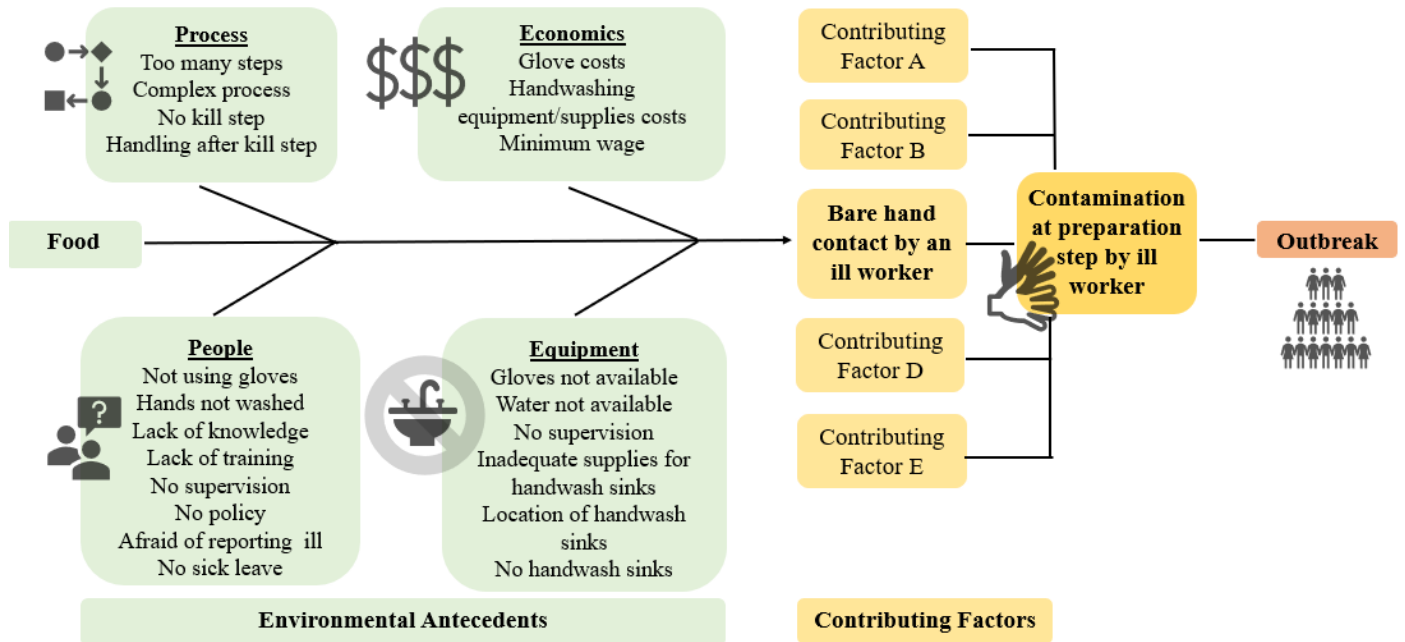 Process
Too many steps
Complex process
No kill step
Handling after kill step
Economics
Glove costs
Handwashing
equipment/supplies costs
Minimum wage
$$$
Food
People
Not using gloves
Hands not washed
Lack of knowledge
Lack of training
No supervision
No policy
Afraid of reporting ill
No sick leave
?
Equipment
Gloves not available
Water not available
No supervision
Inadequate supplies for
handwash sinks
Location of handwash
sinks
No handwash sinks
Environmental Antecedents
Contributing
Factor A
Contributing
Factor B
Bare hand
contact by an
ill worker
Contributing
Factor D
Contributing
Factor E
Contributing Factors
Contamination
at preparation
step by ill
worker
Outbreak